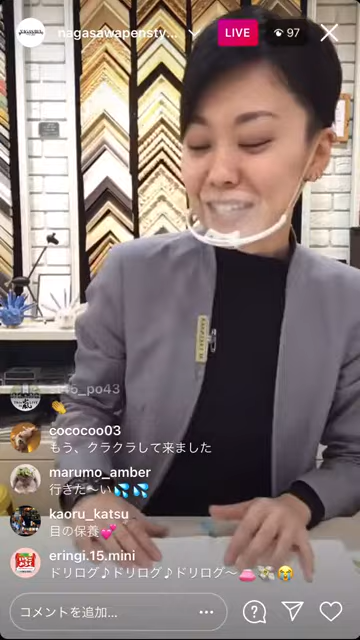 nagasawapensty...
LIVE
97
cococoo03
もう、クラクラして来ました
marumo_amber
行きた〜い💦💦
kaoru_katsu
目の保養💕
eringi.15.mini
ドリログ♪ドリログ♪ドリログ〜👛💸😭
コメントを追加...